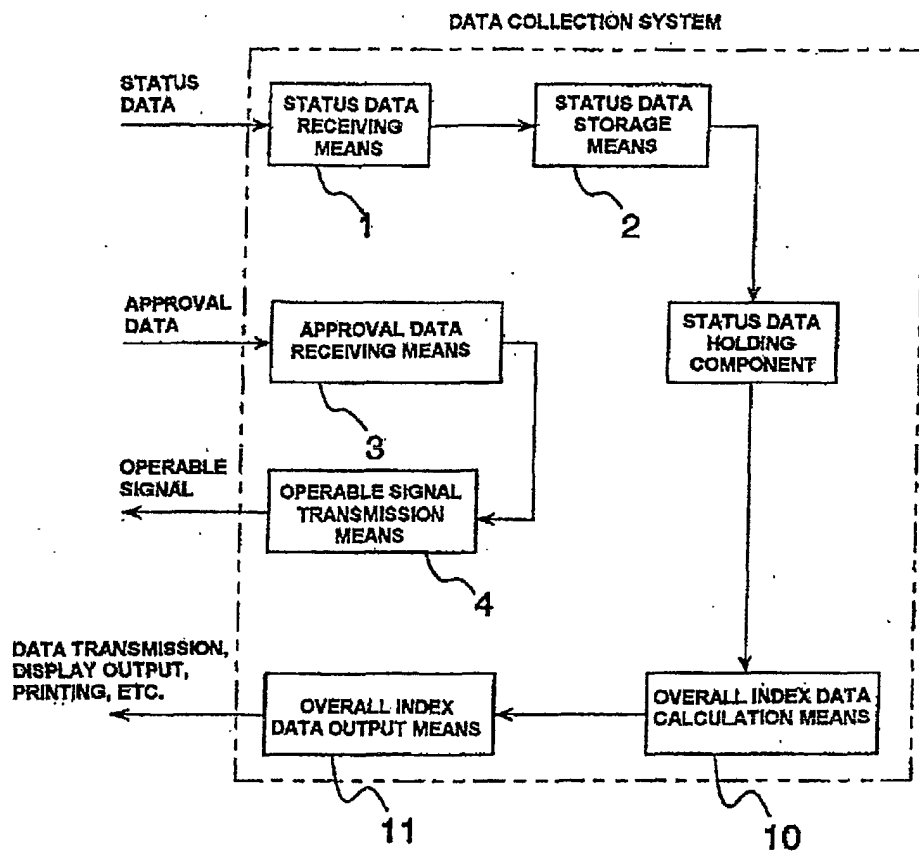 DATA COLLECTION SYSTEM
STATUS
DATA
STATUS DATA
RECEIVING
MEANS
1
STATUS DATA
STORAGE
MEANS
2
APPROVAL
DATA
APPROVAL DATA
RECEIVING MEANS
3
STATUS DATA
HOLDING
COMPONENT
OPERABLE
SIGNAL
OPERABLE SIGNAL
TRANSMISSION
MEANS
4
DATA TRANSMISSION,
DISPLAY OUTPUT,
PRINTING, ETC.
OVERALL INDEX
DATA OUTPUT MEANS
11
OVERALL INDEX DATA
CALCULATION MEANS
10